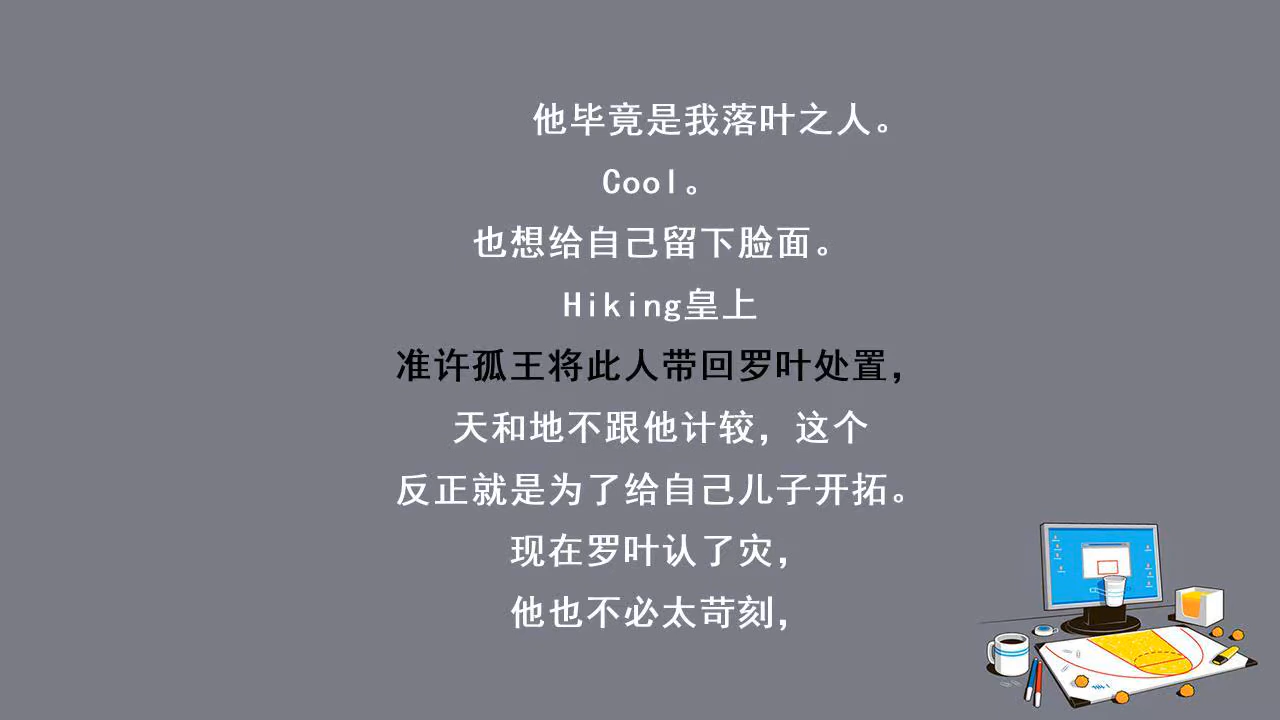 他毕竟是我落叶之人。
Cool。
也想给自己留下脸面。
Hiking皇上
准许孤王将此人带回罗叶处置，
天和地不跟他计较，这个
反正就是为了给自己儿子开拓。
现在罗叶认了灾，
他也不必太苛刻，